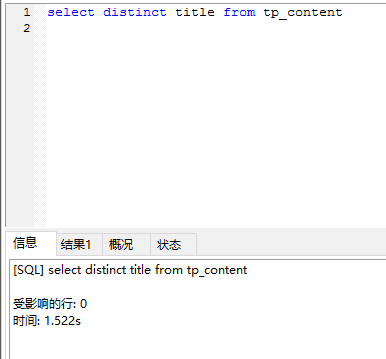 1 select distinct title from tp_content
2
信息 结果1 概况 状态
[SQL] select distinct title from tp_content
受影响的行: 0
时间: 1.522s